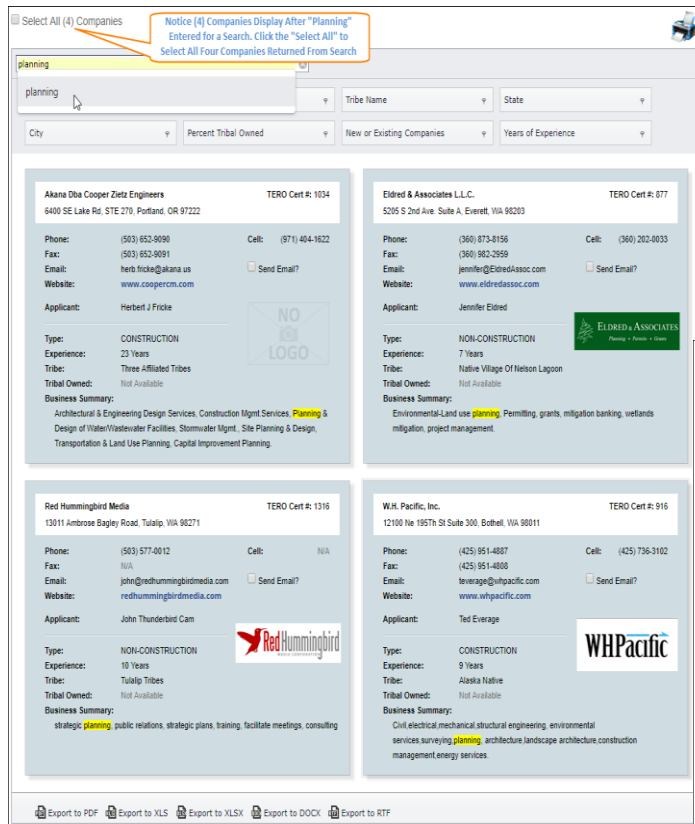 Select All (4) Companies
Notice (4) Companies Display After "Planning"
Entered for a Search. Click the "Select All" to
Select All Four Companies Returned From Search
planning
planning
Tribe Name
State
City
Percent Tribal Owned
New or Existing Companies
Years of Experience
Akana Dba Cooper Zietz Engineers TERO Cert #: 1034
6400 SE Lake Rd, STE 270, Portland, OR 97222
Phone: (503) 652-9090 Cell: (971) 404-1622
Fax: (503) 652-9091
Email: herb.fricke@akana.us Send Email?
Website: www.coopercm.com
Applicant: Herbert J Fricke
NO
LOGO
Type: CONSTRUCTION
Experience: 23 Years
Tribe: Three Affiliated Tribes
Tribal Owned: Not Available
Business Summary:
Architectural & Engineering Design Services, Construction Mgmt.Services, Planning &
Design of Water/Wastewater Facilities, Stormwater Mgmt., Site Planning & Design,
Transportation & Land Use Planning, Capital Improvement Planning.
Eldred & Associates L.L.C. TERO Cert #: 877
5205 S 2nd Ave. Suite A, Everett, WA 98203
Phone: (360) 873-8156 Cell: (360) 202-0033
Fax: (360) 982-2959
Email: jennifer@EldredAssoc.com Send Email?
Website: www.eldredassoc.com
Applicant: Jennifer Eldred
ELDRED & ASSOCIATES
Planning • Permits • Grants
Type: NON-CONSTRUCTION
Experience: 7 Years
Tribe: Native Village Of Nelson Lagoon
Tribal Owned: Not Available
Business Summary:
Environmental-Land use planning, Permitting, grants, mitigation banking, wetlands
mitigation, project management.
Red Hummingbird Media TERO Cert #: 1316
13011 Ambrose Bagley Road, Tulalip, WA 98271
Phone: (503) 577-0012 Cell: N/A
Fax: N/A
Email: john@redhummingbirdmedia.com Send Email?
Website: redhummingbirdmedia.com
Applicant: John Thunderbird Cam
RedHummingbird
MEDIA CORPORATION
Type: NON-CONSTRUCTION
Experience: 10 Years
Tribe: Tulalip Tribes
Tribal Owned: Not Available
Business Summary:
strategic planning, public relations, strategic plans, training, facilitate meetings, consulting
W.H. Pacific, Inc. TERO Cert #: 916
12100 Ne 195Th St Suite 300, Bothell, WA 98011
Phone: (425) 951-4887 Cell: (425) 736-3102
Fax: (425) 951-4808
Email: teverage@whpacific.com Send Email?
Website: www.whpacific.com
Applicant: Ted Everage
WHPacific
Type: CONSTRUCTION
Experience: 9 Years
Tribe: Alaska Native
Tribal Owned: Not Available
Business Summary:
Civil,electrical,mechanical,structural engineering, environmental
services,surveying,planning, architecture,landscape architecture,construction
management,energy services.
Export to PDF Export to XLS Export to XLSX Export to DOCX Export to RTF